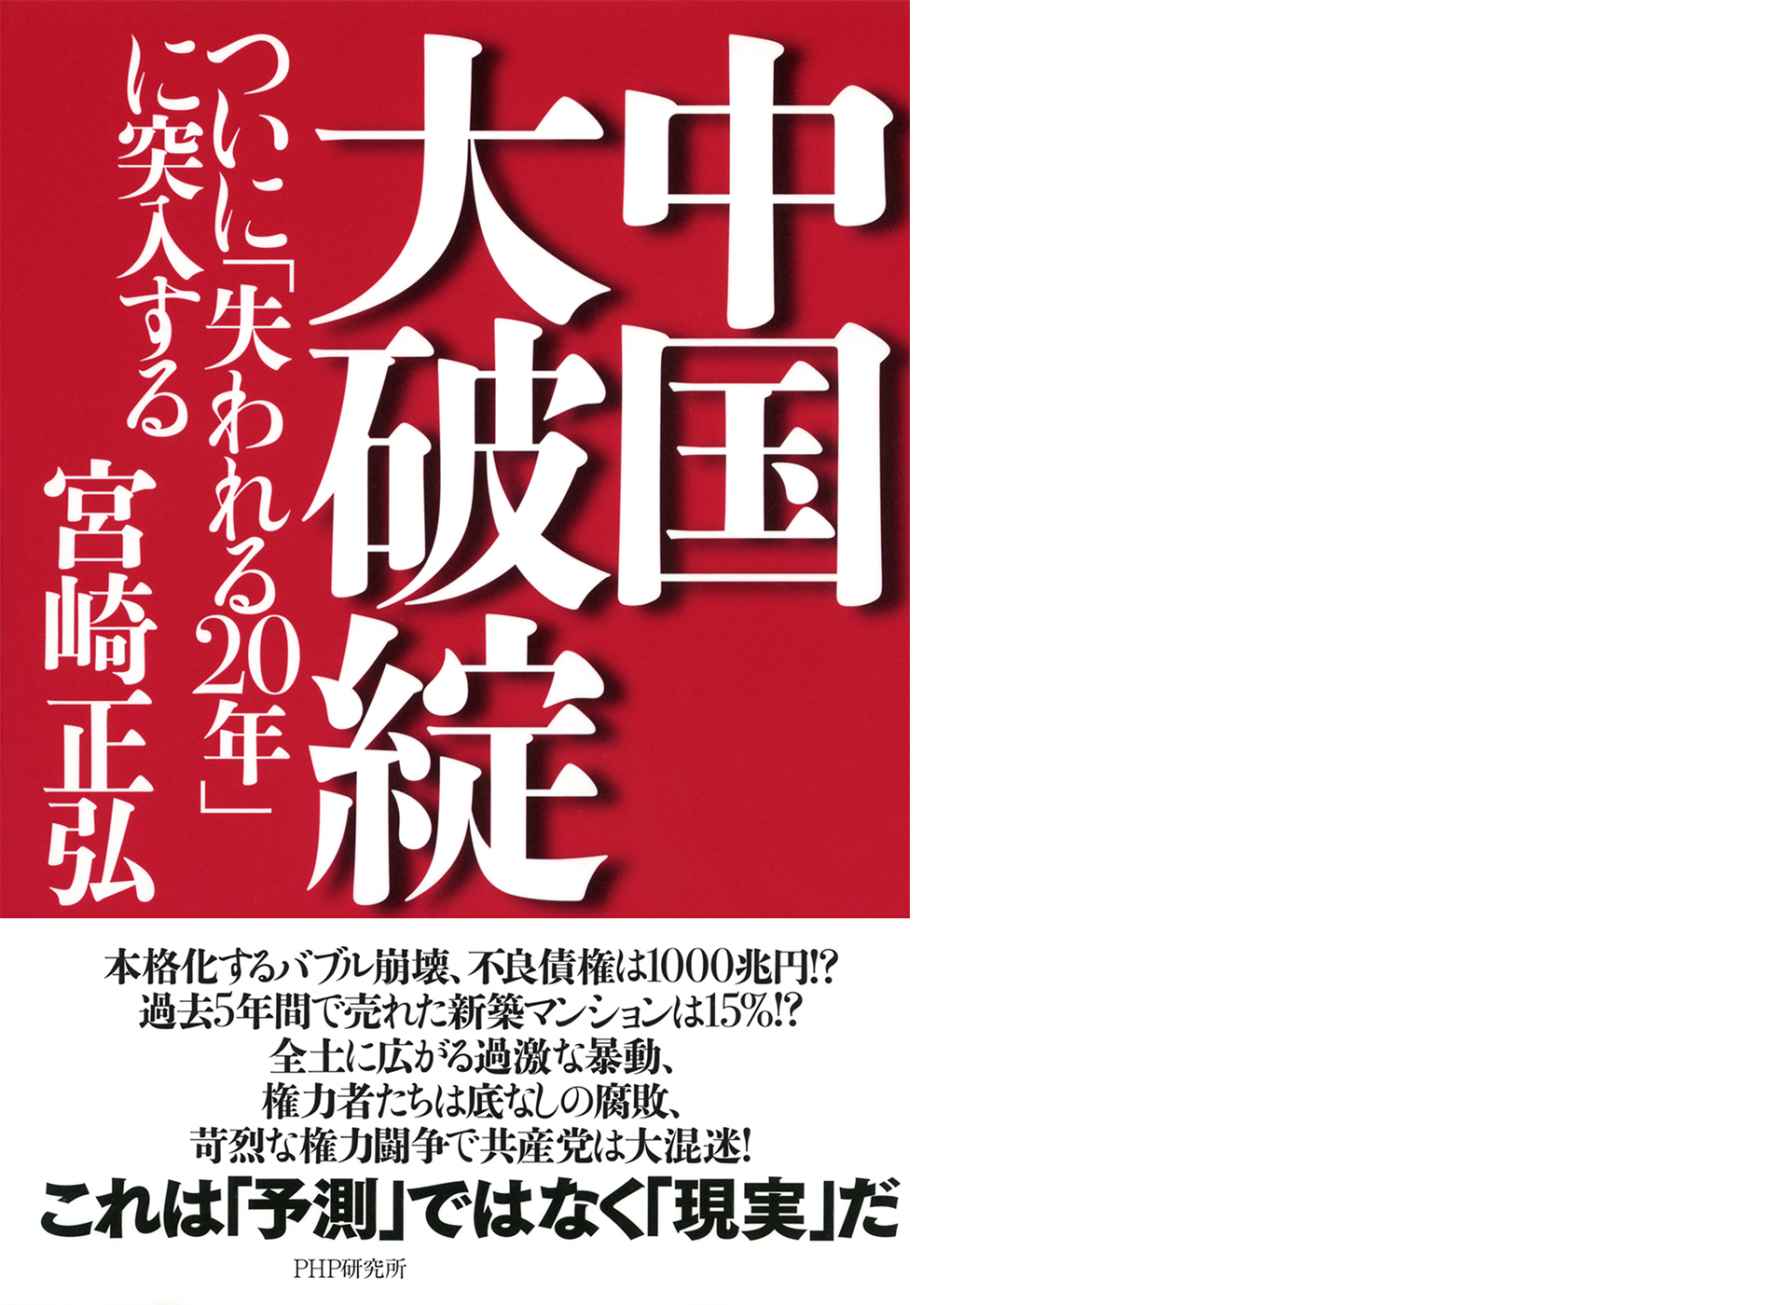 中国
大破綻
ついに「失われる20年」
に突入する
宮崎正弘
本格化するバブル崩壊、不良債権は1000兆円!?
過去5年間で売れた新築マンションは15%!?
全土に広がる過激な暴動、
権力者たちは底なしの腐敗、
苛烈な権力闘争で共産党は大混迷!
これは「予測」ではなく「現実」だ
PHP研究所